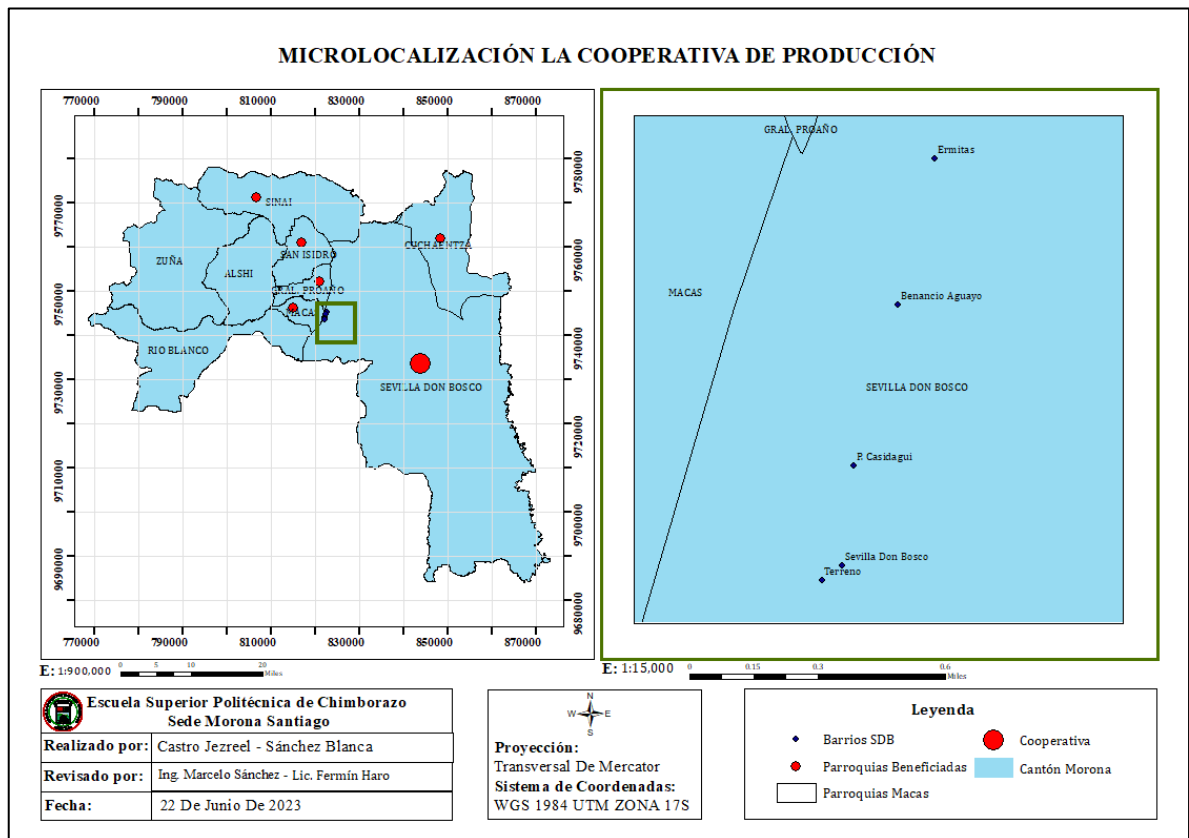 MICROLOCALIZACIÓN LA COOPERATIVA DE PRODUCCIÓN
770000 790000 810000 830000 850000 870000
9780000
9770000
9760000
9750000
9740000
9730000
9720000
9710000
9700000
9690000
9680000
SINAI
CUCHAENTZA
SAN ISIDRO
ZUÑA
ALSHI
GRAL. PROAÑO
MACAS
RIO BLANCO
SEVILLA DON BOSCO
770000 790000 810000 830000 850000 870000
E: 1:900,000
0 5 10 20
Miles
GRAL. PROAÑO
Ermitas
MACAS
Benancio Aguayo
SEVILLA DON BOSCO
P. Casidagui
Sevilla Don Bosco
Terreno
E: 1:15,000
0 0.15 0.3 0.6
Miles
Escuela Superior Politécnica de Chimborazo
Sede Morona Santiago
Realizado por: Castro Jezreel - Sánchez Blanca
Revisado por: Ing. Marcelo Sánchez - Lic. Fermín Haro
Fecha: 22 De Junio De 2023
N
W E
S
Proyección:
Transversal De Mercator
Sistema de Coordenadas:
WGS 1984 UTM ZONA 17S
Leyenda
Barrios SDB
Cooperativa
Parroquias Beneficiadas
Cantón Morona
Parroquias Macas